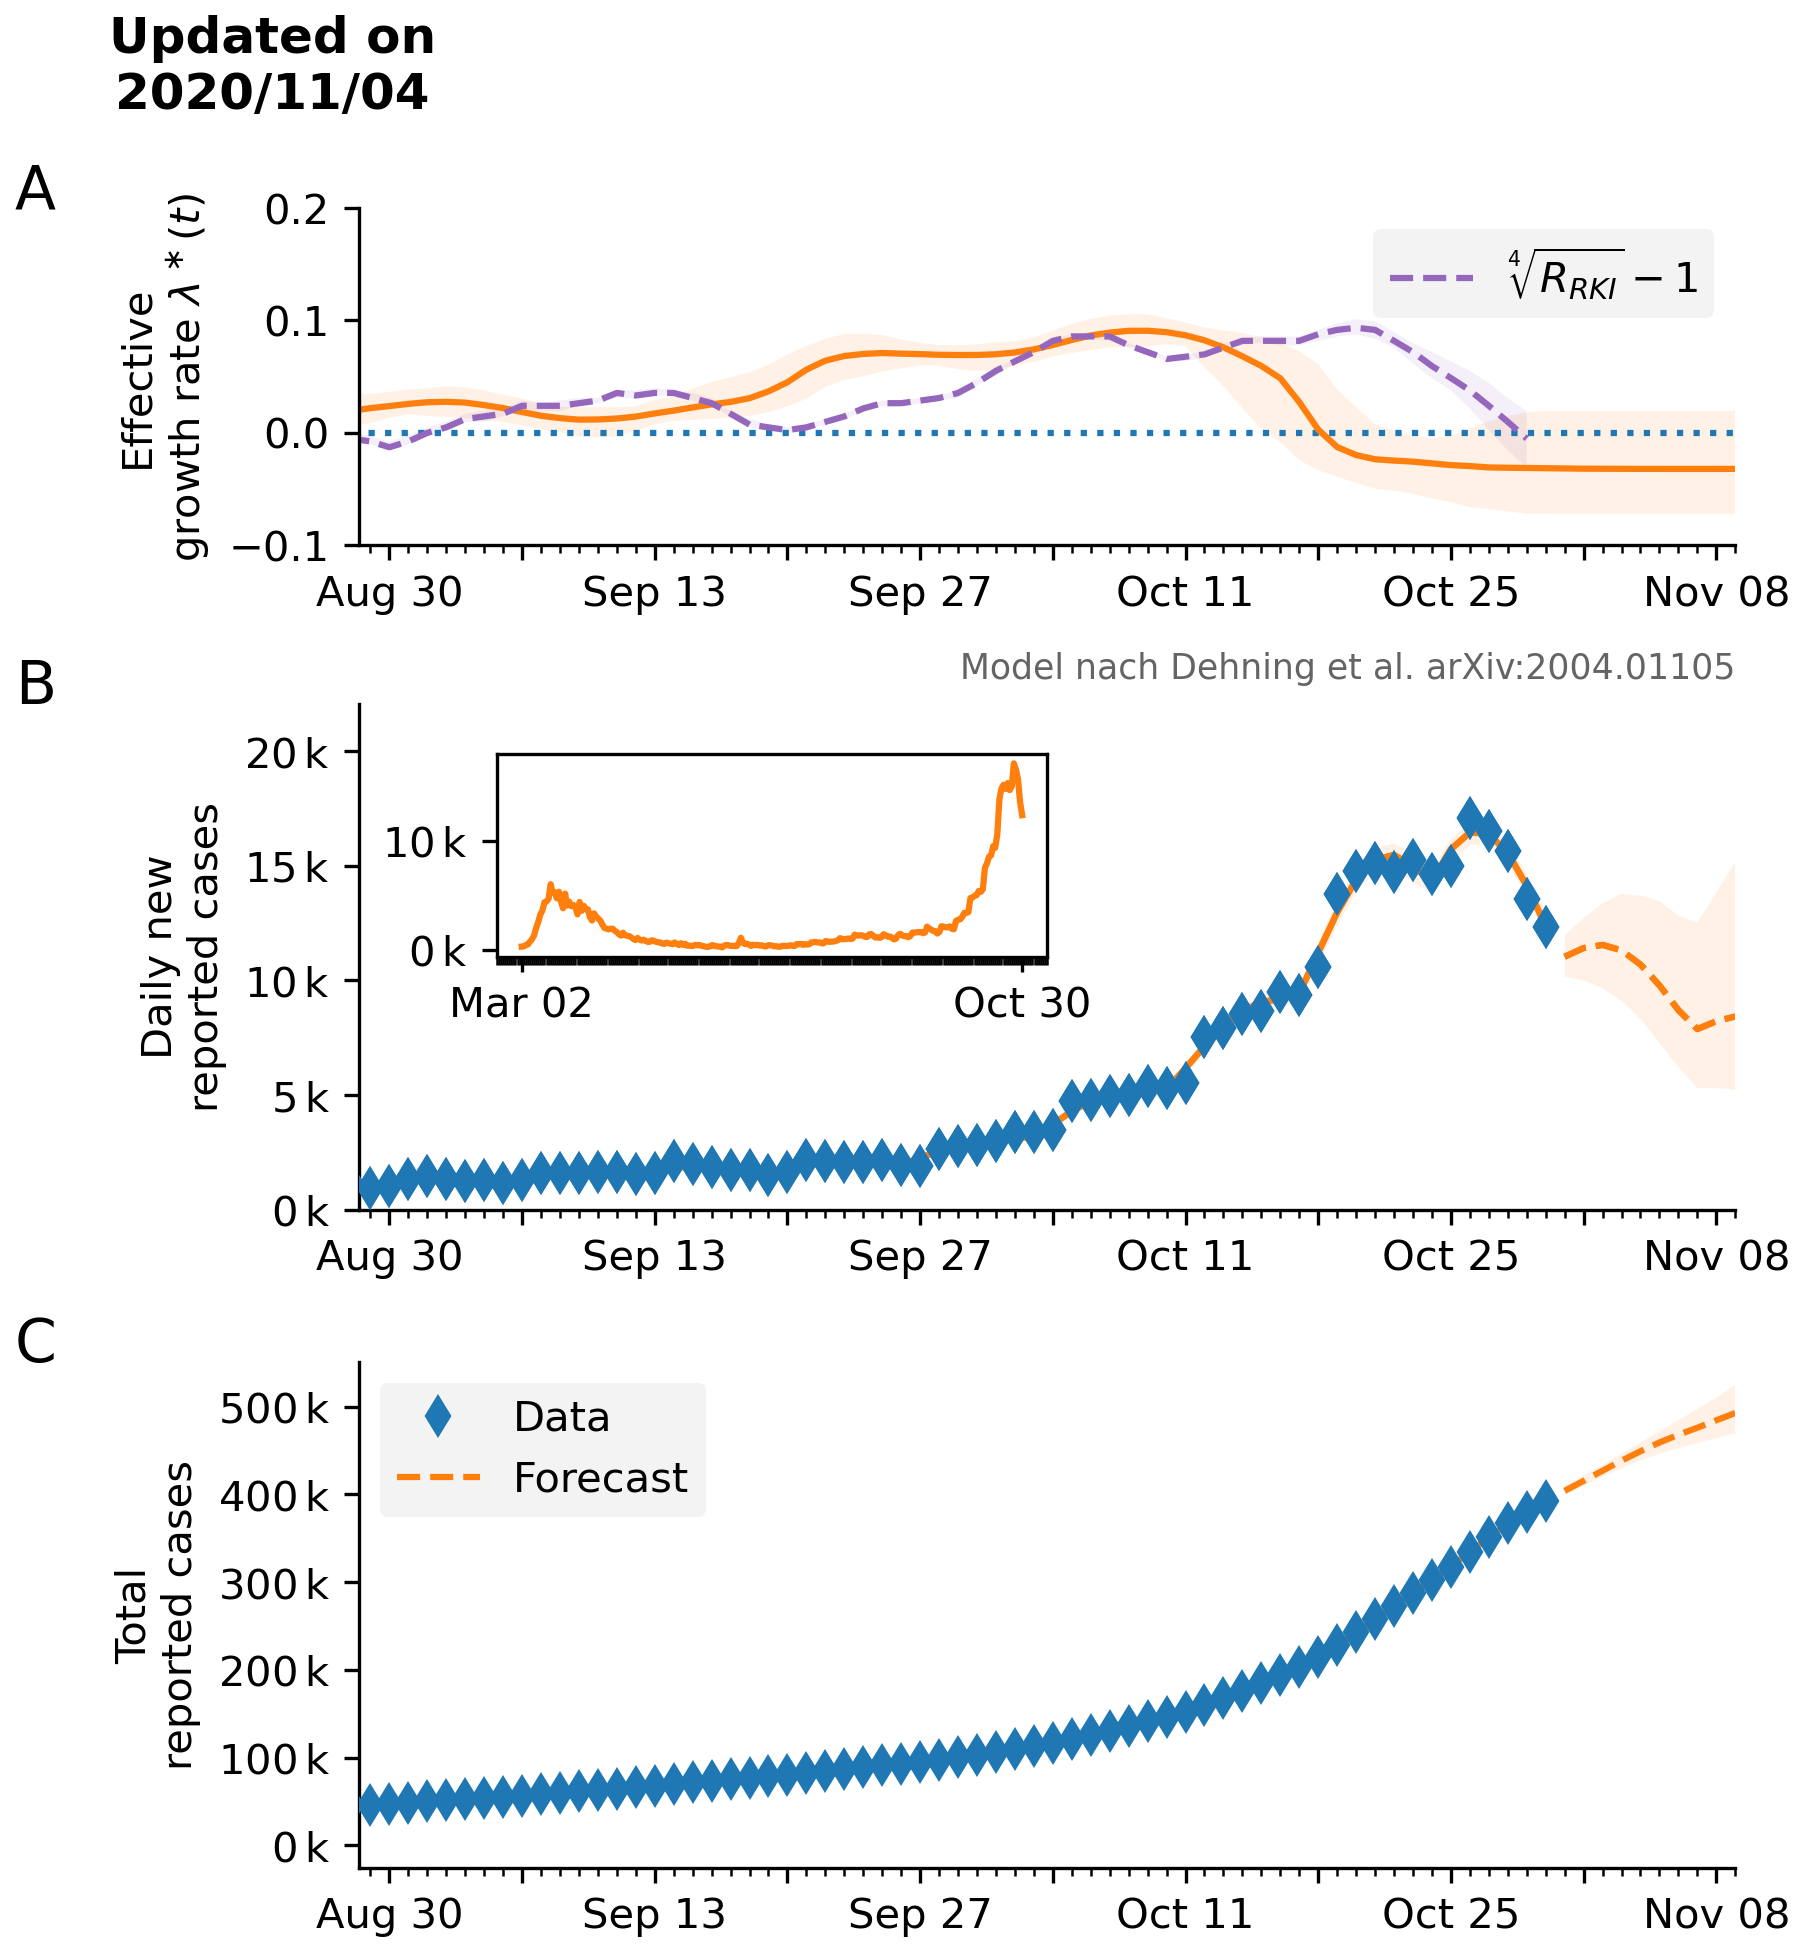 Updated on
2020/11/04
A
Effective
growth rate λ * (t)
0.2
0.1
0.0
−0.1
∜R_RKI − 1
Aug 30
Sep 13
Sep 27
Oct 11
Oct 25
Nov 08
Model nach Dehning et al. arXiv:2004.01105
B
Daily new
reported cases
20 k
15 k
10 k
5 k
0 k
10 k
0 k
Mar 02
Oct 30
Aug 30
Sep 13
Sep 27
Oct 11
Oct 25
Nov 08
C
Total
reported cases
500 k
400 k
300 k
200 k
100 k
0 k
Data
Forecast
Aug 30
Sep 13
Sep 27
Oct 11
Oct 25
Nov 08